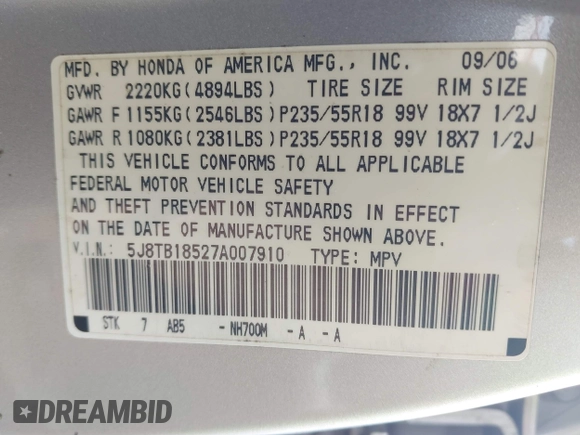 MFD. BY HONDA OF AMERICA MFG., INC. 09/06
GVWR 2220KG(4894LBS) TIRE SIZE RIM SIZE
GAWR F 1155KG(2546LBS)P235/55R18 99V 18X7 1/2J
GAWR R 1080KG(2381LBS)P235/55R18 99V 18X7 1/2J
THIS VEHICLE CONFORMS TO ALL APPLICABLE
FEDERAL MOTOR VEHICLE SAFETY
AND THEFT PREVENTION STANDARDS IN EFFECT
ON THE DATE OF MANUFACTURE SHOWN ABOVE.
V.I.N.: 5J8TB18527A007910 TYPE: MPV
STK 7 AB5 -NH700M -A -A
DREAMBID